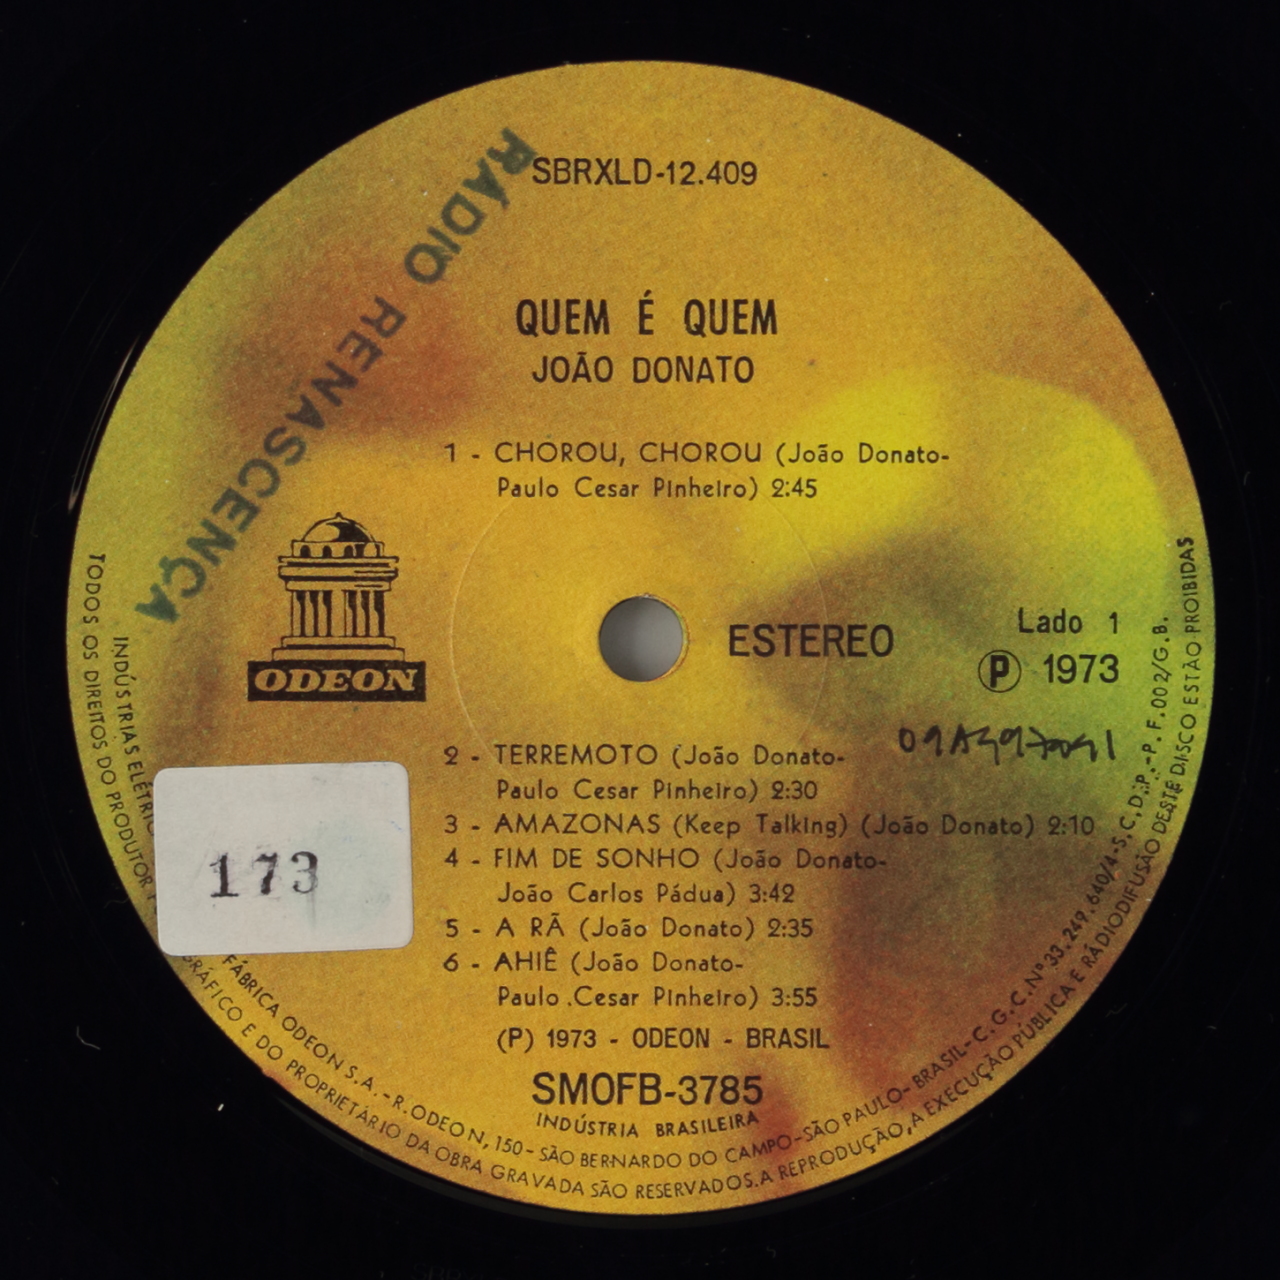 SBRXLD-12.409
RÁDIO RENASCENÇA
QUEM É QUEM
JOÃO DONATO
1 - CHOROU, CHOROU (João Donato-
Paulo Cesar Pinheiro) 2:45
ODEON
ESTEREO
Lado 1
(P) 1973
2 - TERREMOTO (João Donato-
Paulo Cesar Pinheiro) 2:30
3 - AMAZONAS (Keep Talking) (João Donato) 2:10
4 - FIM DE SONHO (João Donato-
João Carlos Pádua) 3:42
5 - A RÃ (João Donato) 2:35
6 - AHIÊ (João Donato-
Paulo Cesar Pinheiro) 3:55
(P) 1973 - ODEON - BRASIL
SMOFB-3785
INDÚSTRIA BRASILEIRA
173
INDÚSTRIAS ELÉTRIC FÁBRICA ODEON S.A.-R. ODEON, 150-SÃO BERNARDO DO CAMPO-SÃO PAULO-BRASIL-C.G.C. Nº 33.249.640/4-S.C.D.P.-P.F. 002/G.B.
TODOS OS DIREITOS DO PRODUTOR GRÁFICO E DO PROPRIETÁRIO DA OBRA GRAVADA SÃO RESERVADOS. A REPRODUÇÃO, A EXECUÇÃO PÚBLICA E RÁDIODIFUSÃO DESTE DISCO ESTÃO PROIBIDAS